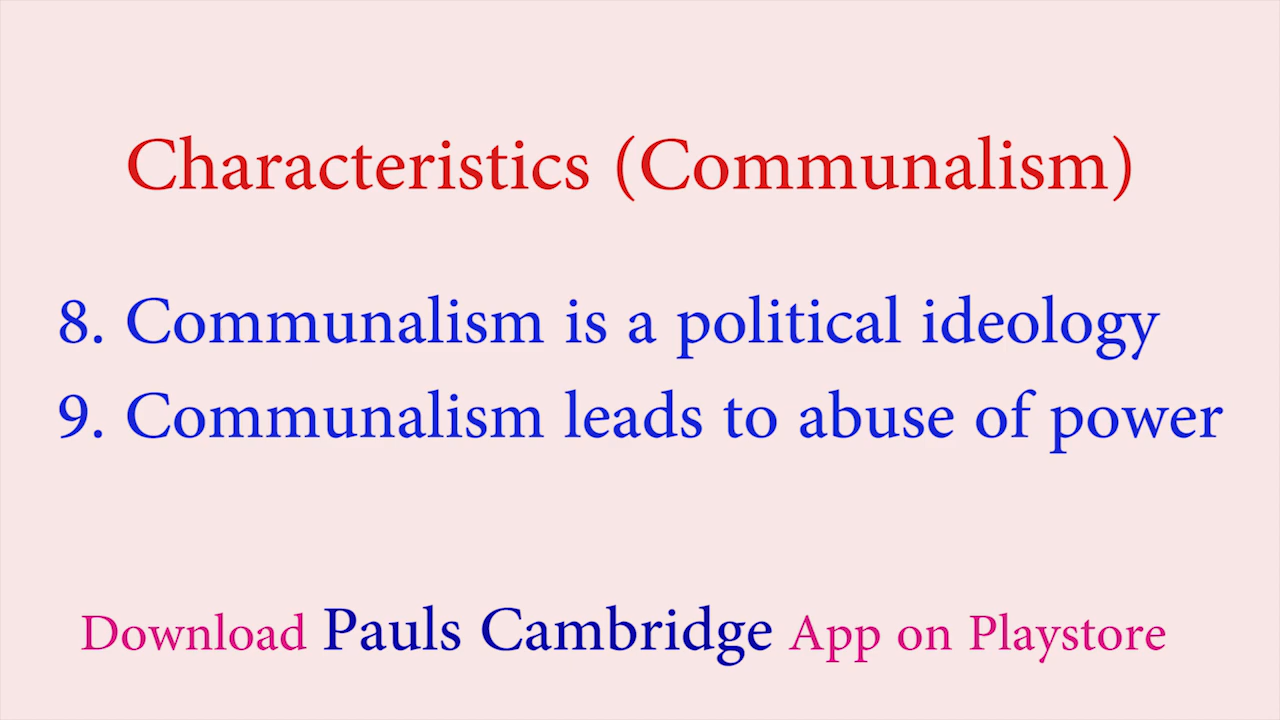 Characteristics (Communalism)
8. Communalism is a political ideology
9. Communalism leads to abuse of power
Download Pauls Cambridge App on Playstore